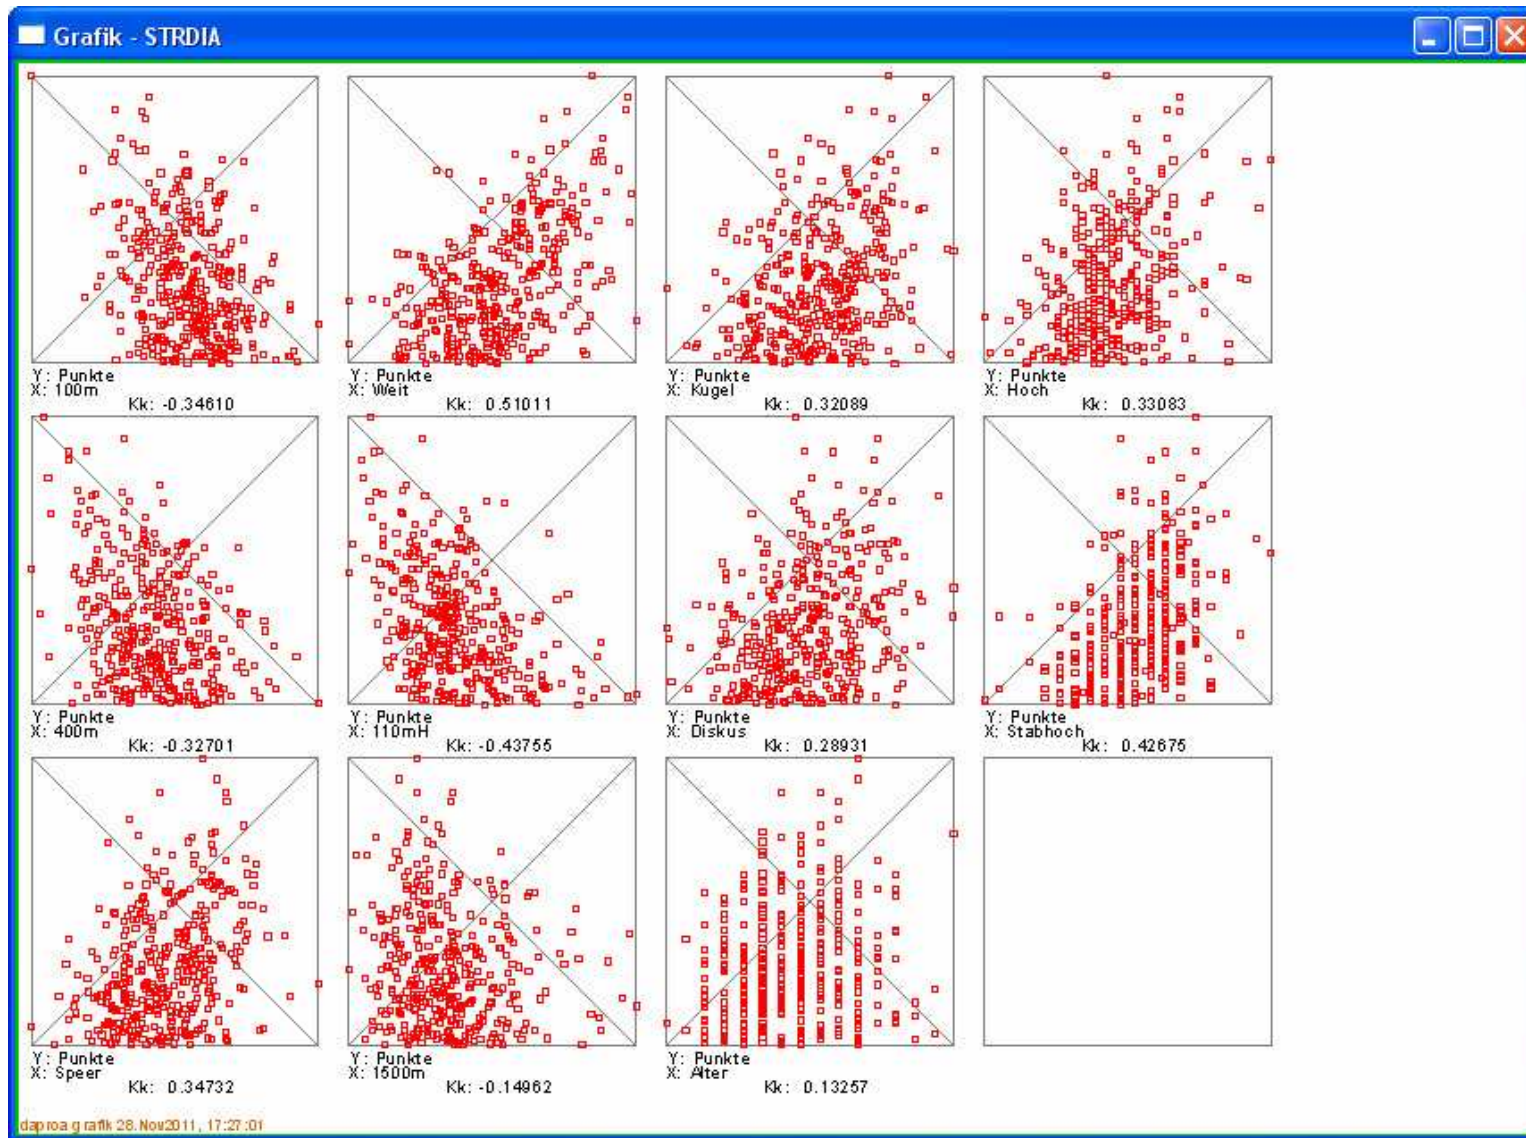 Grafik - STRDIA
Y: Punkte
X: 100m
Kk: -0.34610
Y: Punkte
X: Weit
Kk: 0.51011
Y: Punkte
X: Kugel
Kk: 0.32089
Y: Punkte
X: Hoch
Kk: 0.33083
Y: Punkte
X: 400m
Kk: -0.32701
Y: Punkte
X: 110mH
Kk: -0.43755
Y: Punkte
X: Diskus
Kk: 0.28931
Y: Punkte
X: Stabhoch
Kk: 0.42675
Y: Punkte
X: Speer
Kk: 0.34732
Y: Punkte
X: 1500m
Kk: -0.14962
Y: Punkte
X: Alter
Kk: 0.13257
daproa grafik 28.Nov2011, 17:27:01